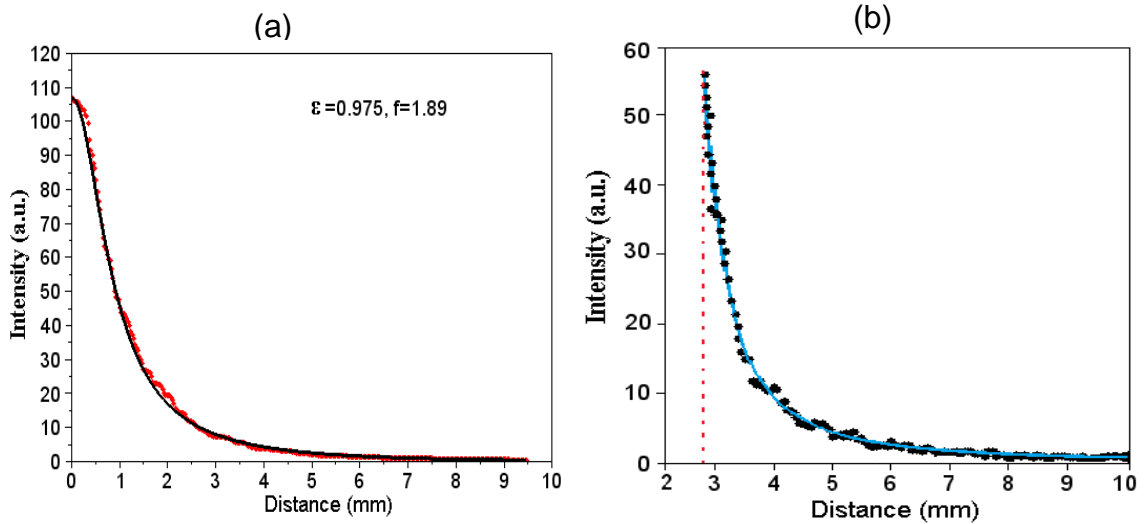 (a)
120
110
100
90
80
70
60
50
40
30
20
10
0
Intensity (a.u.)
ε=0.975, f=1.89
0 1 2 3 4 5 6 7 8 9 10
Distance (mm)
(b)
60
50
40
30
20
10
0
Intensity (a.u.)
2 3 4 5 6 7 8 9 10
Distance (mm)